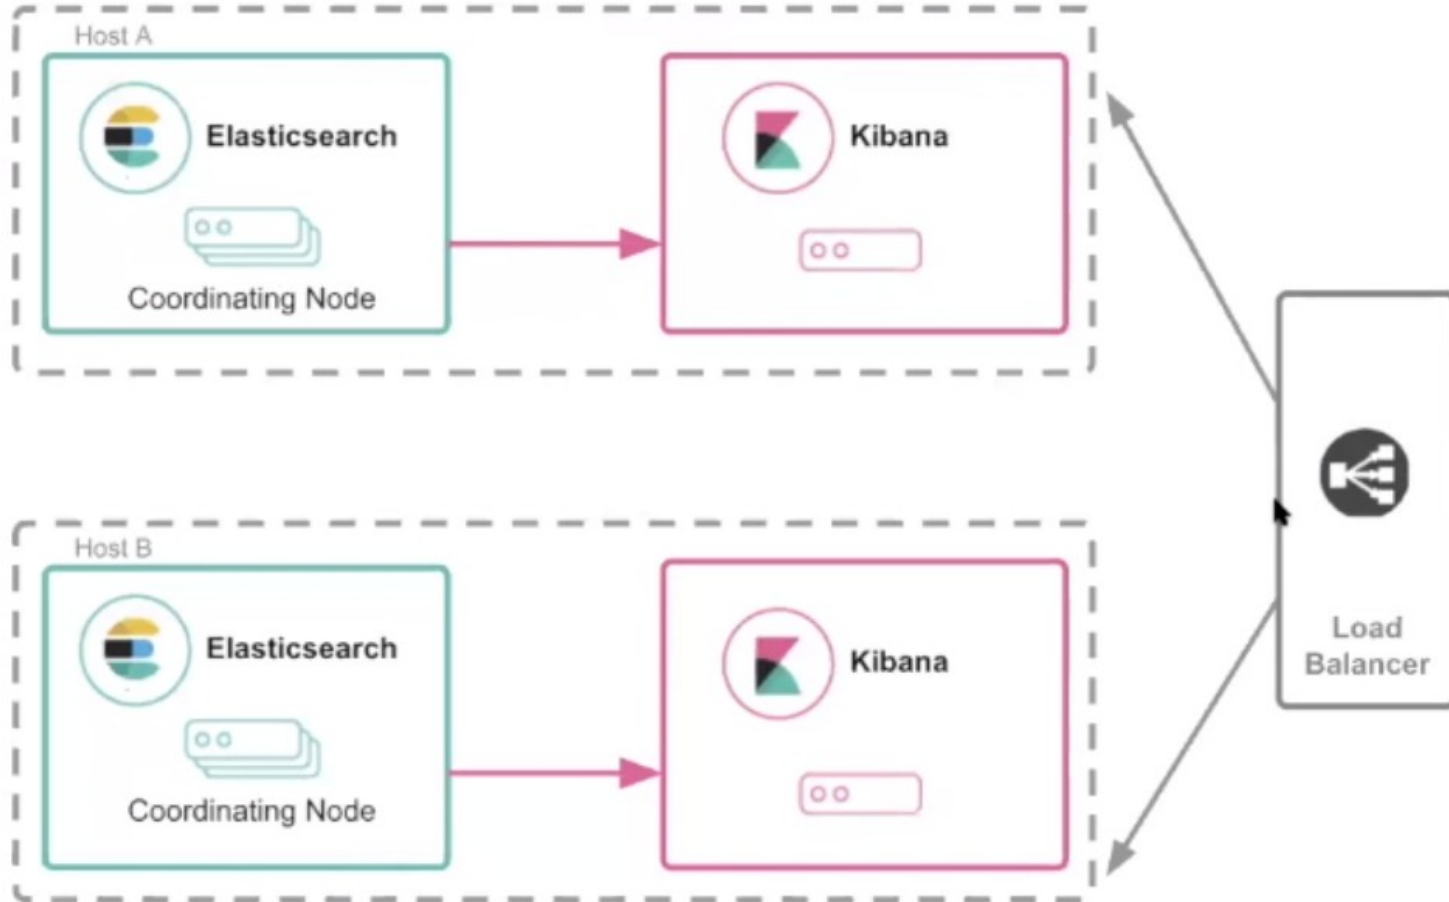 Host A
Elasticsearch
Kibana
Coordinating Node
Host B
Elasticsearch
Kibana
Coordinating Node
Load
Balancer